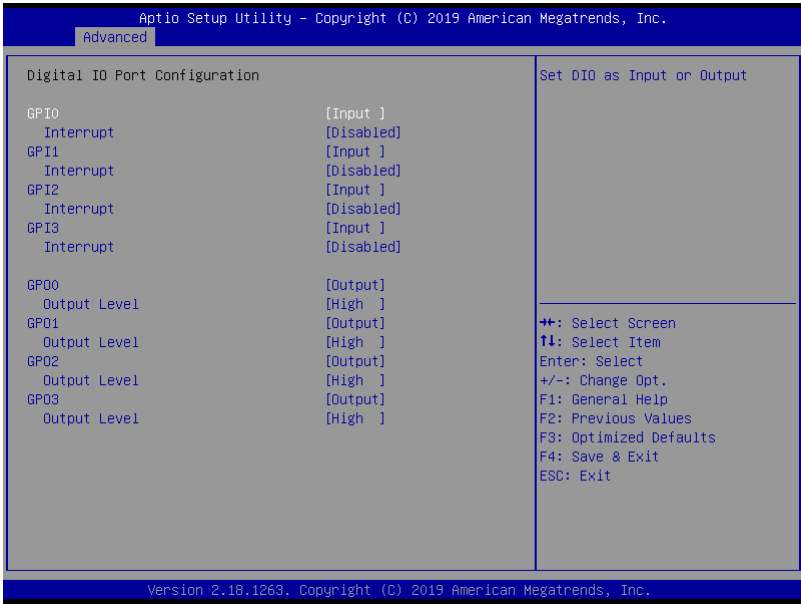 Aptio Setup Utility – Copyright (C) 2019 American Megatrends, Inc.
Advanced
Digital IO Port Configuration
GPI0 [Input ]
Interrupt [Disabled]
GPI1 [Input ]
Interrupt [Disabled]
GPI2 [Input ]
Interrupt [Disabled]
GPI3 [Input ]
Interrupt [Disabled]
GPO0 [Output]
Output Level [High ]
GPO1 [Output]
Output Level [High ]
GPO2 [Output]
Output Level [High ]
GPO3 [Output]
Output Level [High ]
Set DIO as Input or Output
→←: Select Screen
↑↓: Select Item
Enter: Select
+/-: Change Opt.
F1: General Help
F2: Previous Values
F3: Optimized Defaults
F4: Save & Exit
ESC: Exit
Version 2.18.1263. Copyright (C) 2019 American Megatrends, Inc.